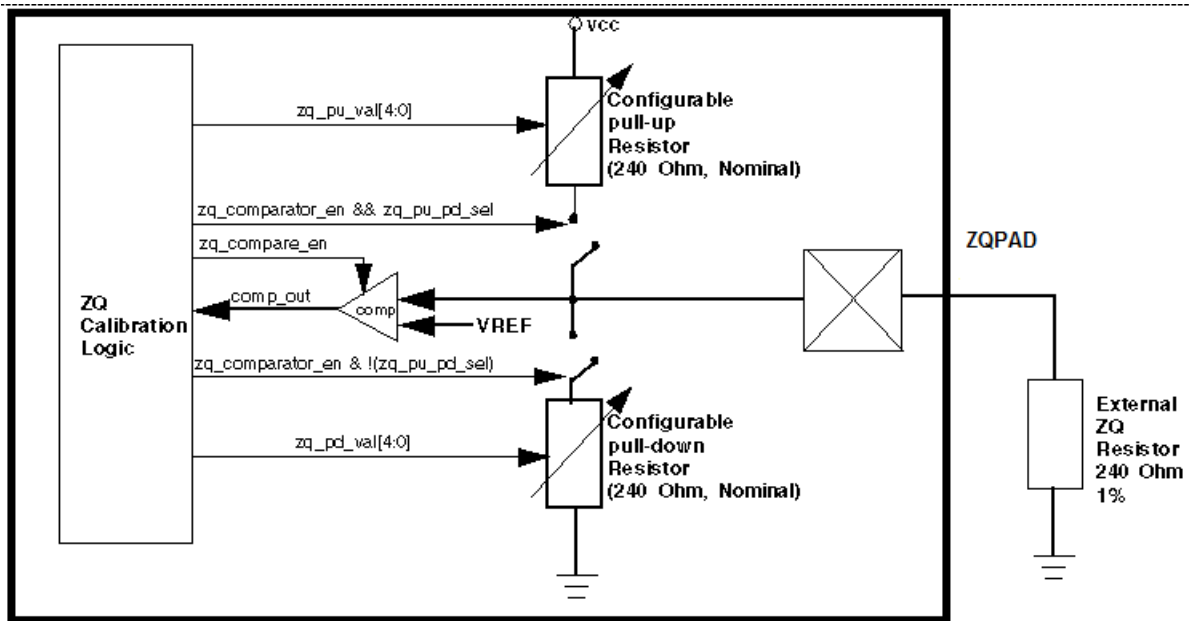 vcc
zq_pu_val[4:0]
Configurable
pull-up
Resistor
(240 Ohm, Nominal)
zq_comparator_en && zq_pu_pd_sel
zq_compare_en
ZQPAD
comp_out
comp
VREF
ZQ
Calibration
Logic
zq_comparator_en & !(zq_pu_pd_sel)
zq_pd_val[4:0]
Configurable
pull-down
Resistor
(240 Ohm, Nominal)
External
ZQ
Resistor
240 Ohm
1%